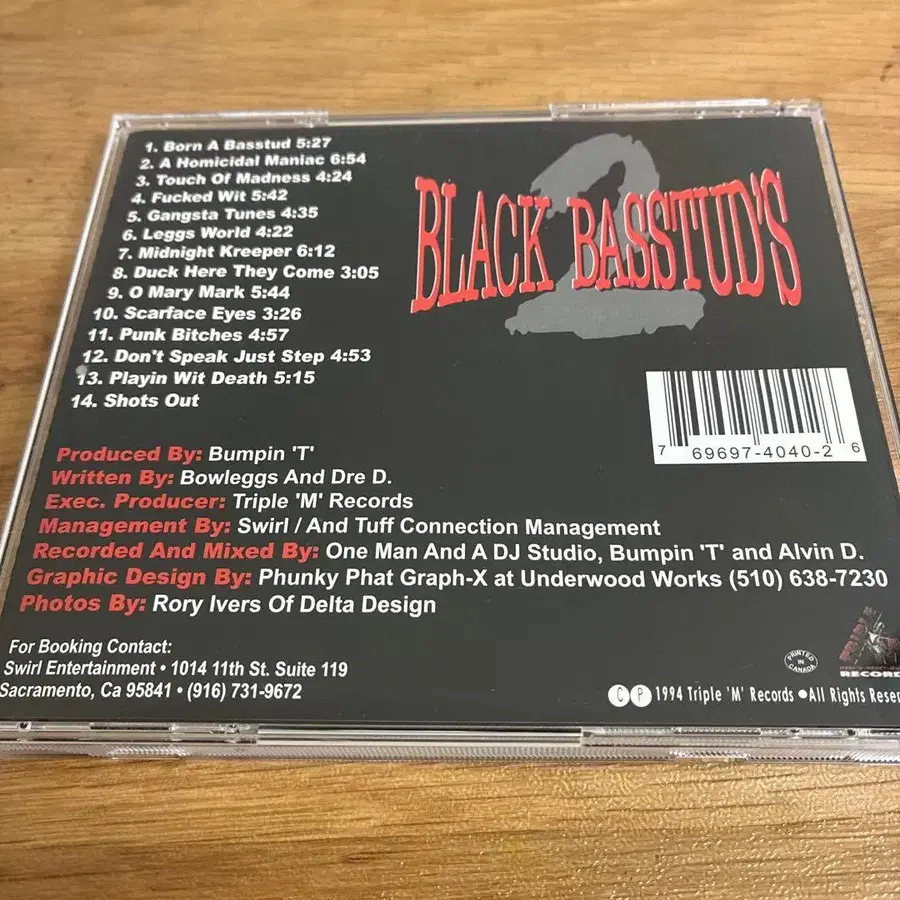 1. Born A Basstud 5:27
2. A Homicidal Maniac 6:54
3. Touch Of Madness 4:24
4. Fucked Wit 5:42
5. Gangsta Tunes 4:35
6. Leggs World 4:22
7. Midnight Kreeper 6:12
8. Duck Here They Come 3:05
9. O Mary Mark 5:44
10. Scarface Eyes 3:26
11. Punk Bitches 4:57
12. Don't Speak Just Step 4:53
13. Playin Wit Death 5:15
14. Shots Out
2
BLACK BASSTUD'S
7 69697-4040-2 6
Produced By: Bumpin 'T'
Written By: Bowleggs And Dre D.
Exec. Producer: Triple 'M' Records
Management By: Swirl / And Tuff Connection Management
Recorded And Mixed By: One Man And A DJ Studio, Bumpin 'T' and Alvin D.
Graphic Design By: Phunky Phat Graph-X at Underwood Works (510) 638-7230
Photos By: Rory Ivers Of Delta Design
For Booking Contact:
Swirl Entertainment • 1014 11th St. Suite 119
Sacramento, Ca 95841 • (916) 731-9672
PRINTED IN CANADA
RECORD
© ℗ 1994 Triple 'M' Records •All Rights Reser